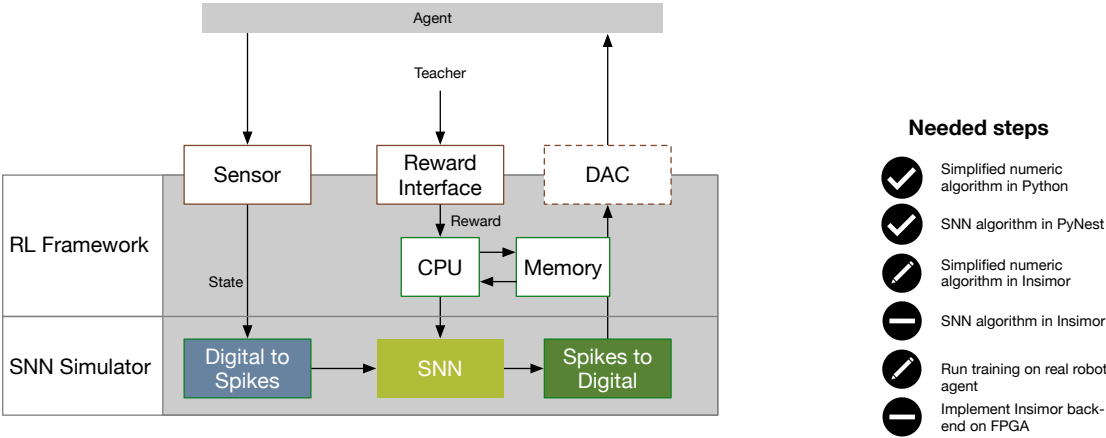 Agent
Teacher
Sensor
Reward
Interface
DAC
RL Framework
Reward
CPU
Memory
State
SNN Simulator
Digital to
Spikes
SNN
Spikes to
Digital
Needed steps
Simplified numeric
algorithm in Python
SNN algorithm in PyNest
Simplified numeric
algorithm in Insimor
SNN algorithm in Insimor
Run training on real robot
agent
Implement Insimor back-
end on FPGA